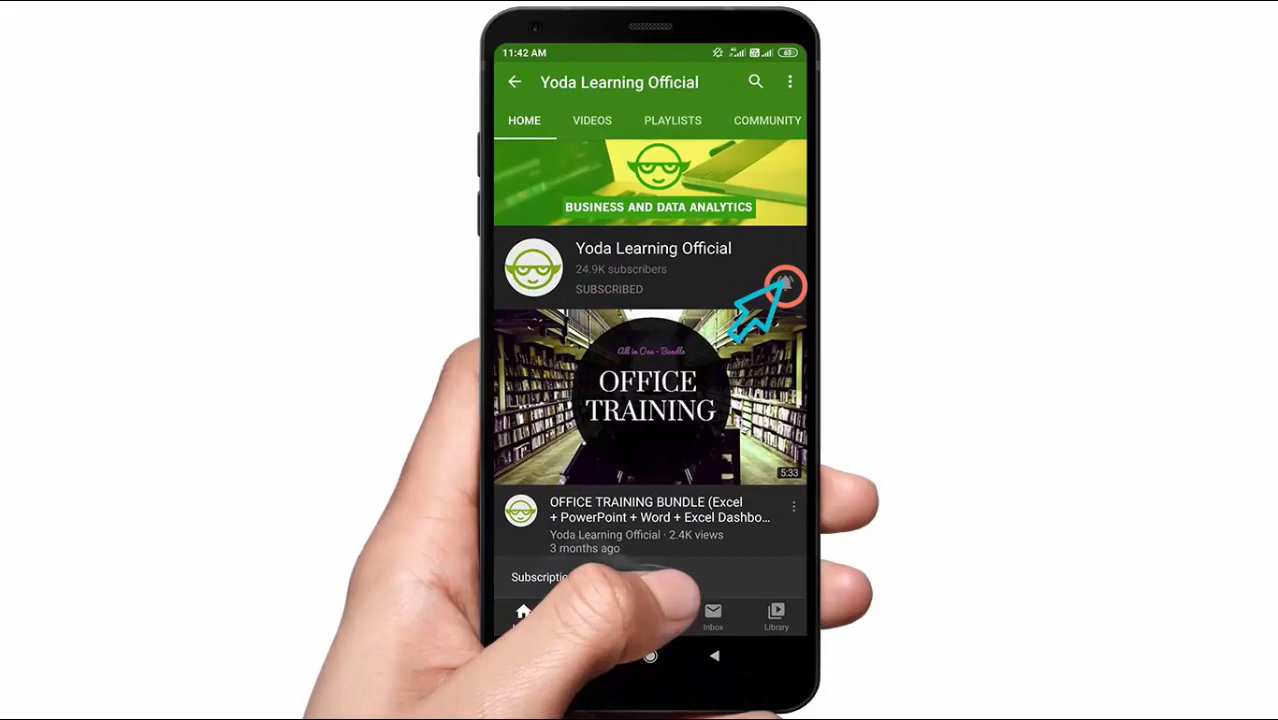 11:42 AM
63
Yoda Learning Official
HOME VIDEOS PLAYLISTS COMMUNITY
BUSINESS AND DATA ANALYTICS
Yoda Learning Official
24.9K subscribers
SUBSCRIBED
All in One - Bundle
OFFICE
TRAINING
5:33
OFFICE TRAINING BUNDLE (Excel
+ PowerPoint + Word + Excel Dashbo...
Yoda Learning Official · 2.4K views
3 months ago
Inbox Library